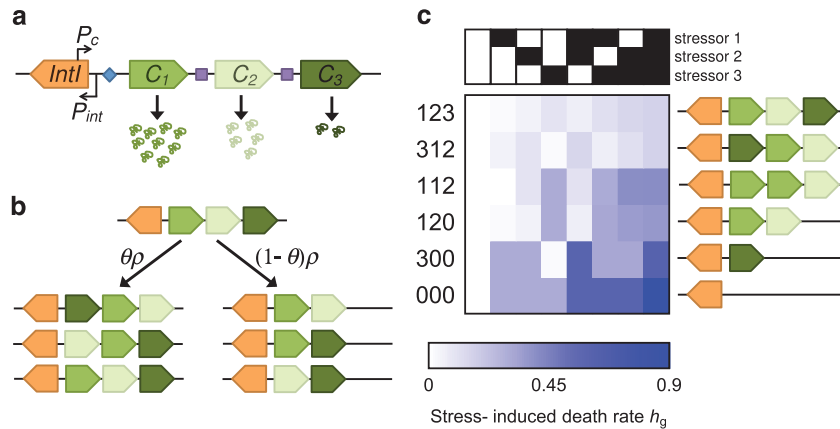 a
P_c
IntI
C_1
C_2
C_3
P_int
b
θρ
(1- θ)ρ
c
stressor 1
stressor 2
stressor 3
123
312
112
120
300
000
0
0.45
0.9
Stress- induced death rate h_g